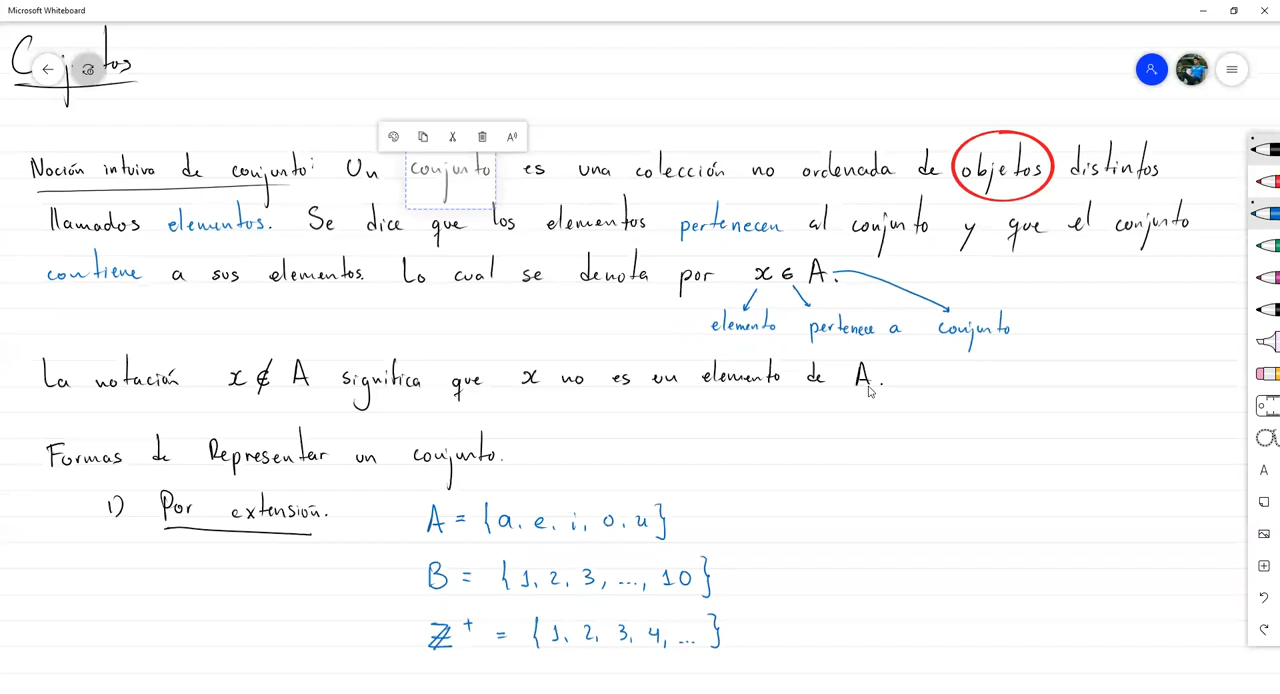 Microsoft Whiteboard
Noción intuiva de conjunto: Un conjunto es una colección no ordenada de objetos distintos
llamados elementos. Se dice que los elementos pertenecen al conjunto y que el conjunto
contiene a sus elementos. Lo cual se denota por x ∈ A.
elemento pertenece a conjunto
La notación x ∉ A significa que x no es un elemento de A.
Formas de Representar un conjunto.
1) Por extensión. A = {a, e, i, o, u}
B = {1, 2, 3, ..., 10}
ℤ⁺ = {1, 2, 3, 4, ...}